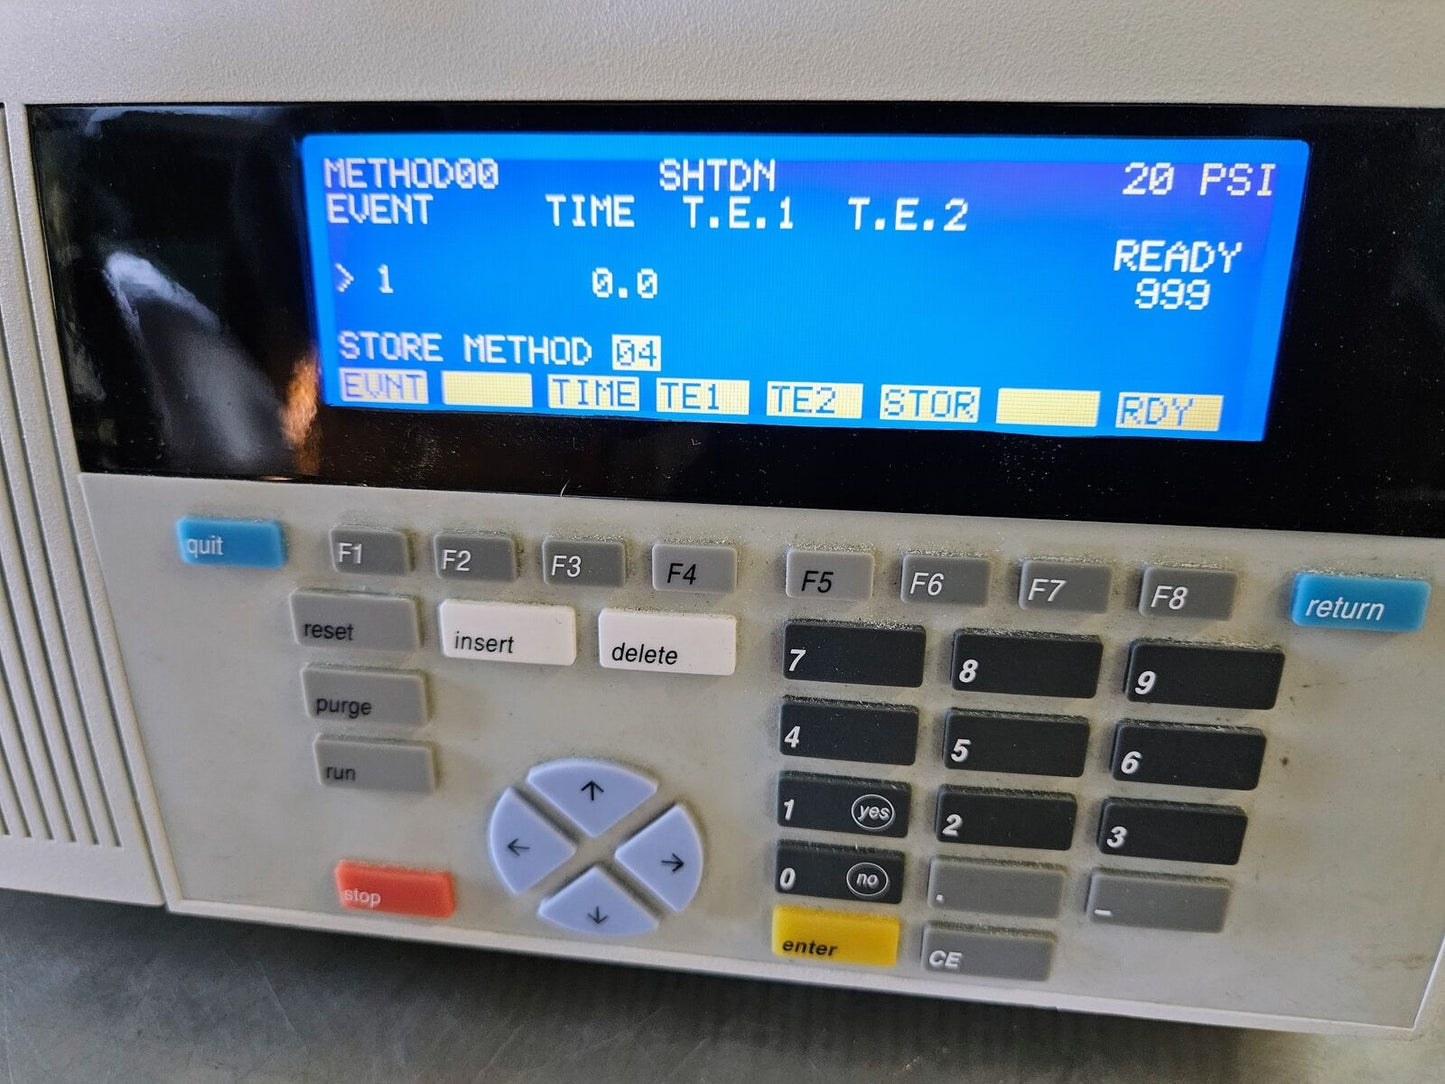 METHOD00 SHTDN 20 PSI
EVENT TIME T.E.1 T.E.2
READY
> 1 0.0 999
STORE METHOD 04
EVNT TIME TE1 TE2 STOR RDY
quit F1 F2 F3 F4 F5 F6 F7 F8 return
reset insert delete 7 8 9
purge 4 5 6
run 1 yes 2 3
← ↑ → ↓
stop 0 no . –
enter CE